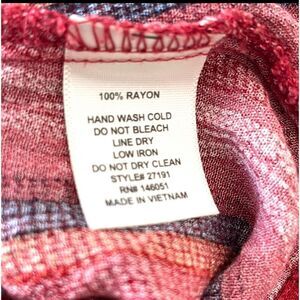 100% RAYON
HAND WASH COLD
DO NOT BLEACH
LINE DRY
LOW IRON
DO NOT DRY CLEAN
STYLE# 27191
RN# 146051
MADE IN VIETNAM